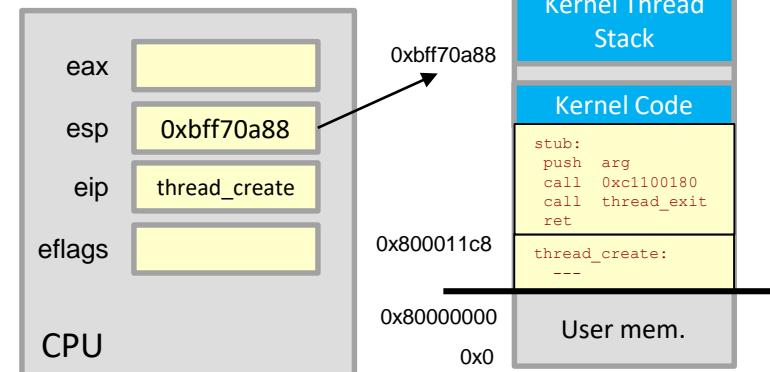 Kernel Thread
Stack
0xbff70a88
eax
Kernel Code
esp 0xbff70a88
stub:
push arg
call 0xc1100180
call thread_exit
ret
eip thread_create
eflags
0x800011c8
thread_create:
---
0x80000000
User mem.
CPU
0x0